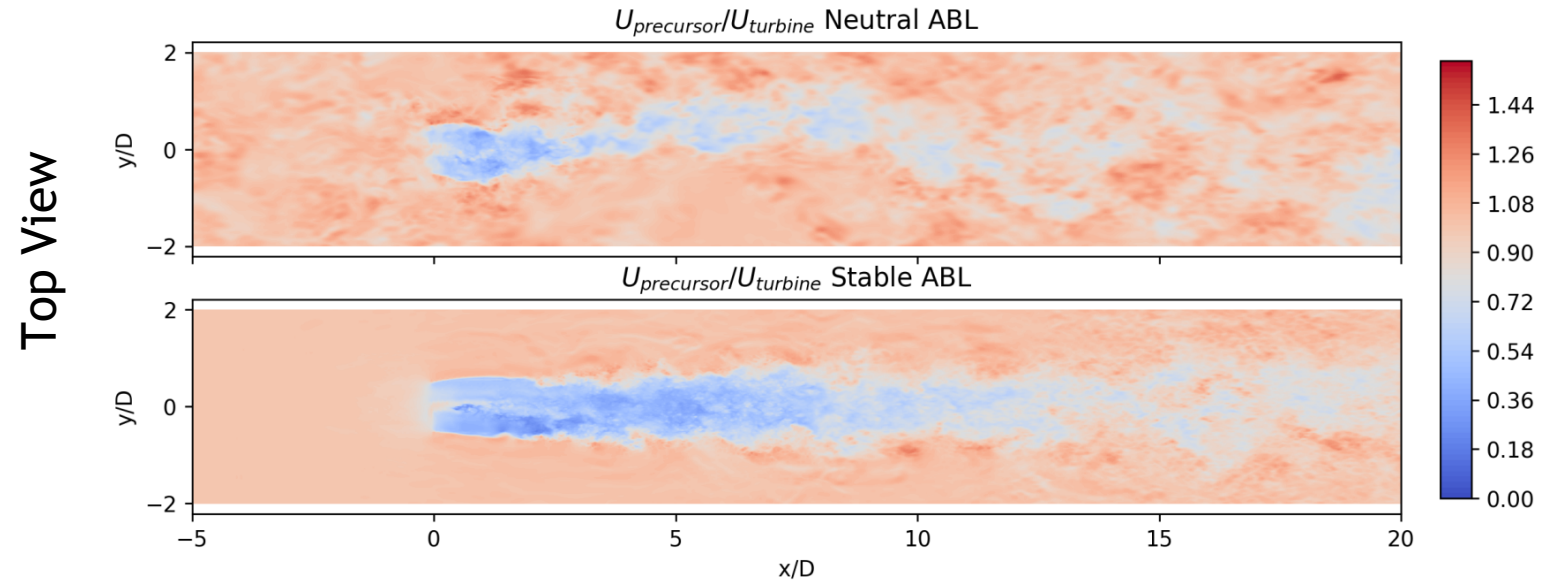 Top View
U_precursor/U_turbine Neutral ABL
2
0
−2
y/D
U_precursor/U_turbine Stable ABL
2
0
−2
y/D
−5 0 5 10 15 20
x/D
1.44
1.26
1.08
0.90
0.72
0.54
0.36
0.18
0.00